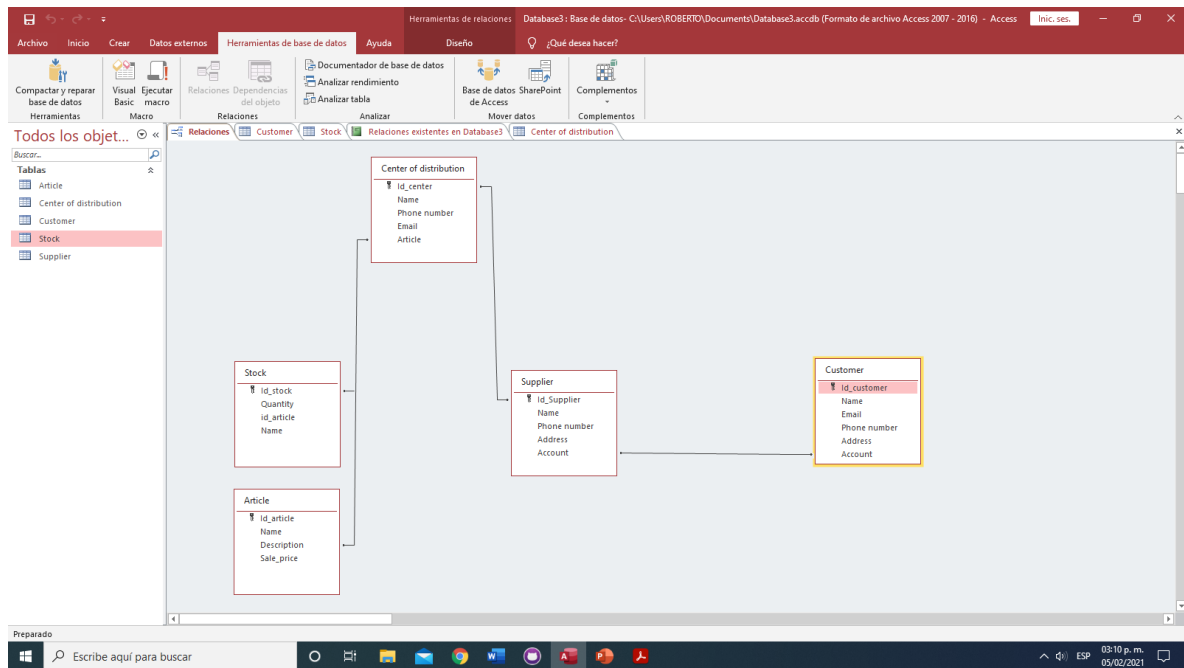 Herramientas de relaciones Database3 : Base de datos- C:\Users\ROBERTO\Documents\Database3.accdb (Formato de archivo Access 2007 - 2016) - Access Inic. ses.
Archivo Inicio Crear Datos externos Herramientas de base de datos Ayuda Diseño ¿Qué desea hacer?
Compactar y reparar base de datos
Herramientas
Visual Basic
Ejecutar macro
Macro
Relaciones
Dependencias del objeto
Relaciones
Documentador de base de datos
Analizar rendimiento
Analizar tabla
Analizar
Base de datos de Access
SharePoint
Mover datos
Complementos
Complementos
Todos los objet...
Buscar...
Tablas
Article
Center of distribution
Customer
Stock
Supplier
Relaciones Customer Stock Relaciones existentes en Database3 Center of distribution
Center of distribution
Id_center
Name
Phone number
Email
Article
Stock
Id_stock
Quantity
id_article
Name
Article
Id_article
Name
Description
Sale_price
Supplier
Id_Supplier
Name
Phone number
Address
Account
Customer
Id_customer
Name
Email
Phone number
Address
Account
Preparado
Escribe aquí para buscar
ESP
03:10 p. m.
05/02/2021